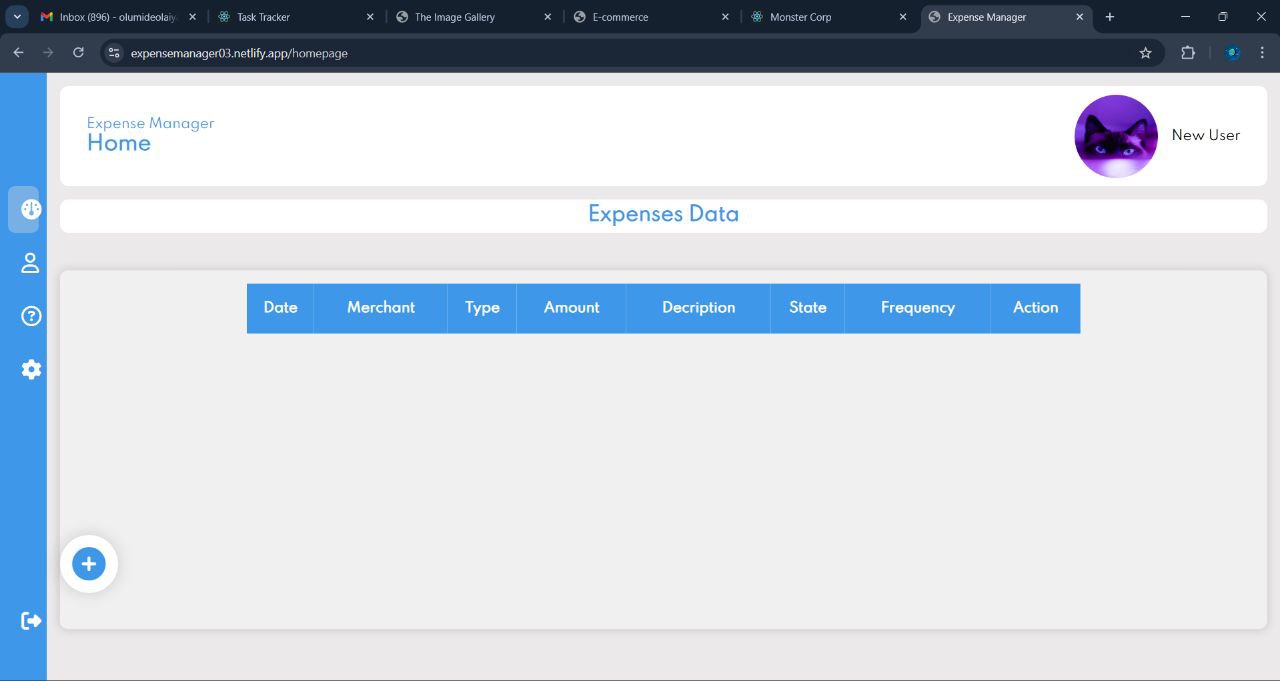 Inbox (896) - olumideolaiy
Task Tracker
The Image Gallery
E-commerce
Monster Corp
Expense Manager
expensemanager03.netlify.app/homepage
Expense Manager
Home
New User
Expenses Data
Date Merchant Type Amount Decription State Frequency Action